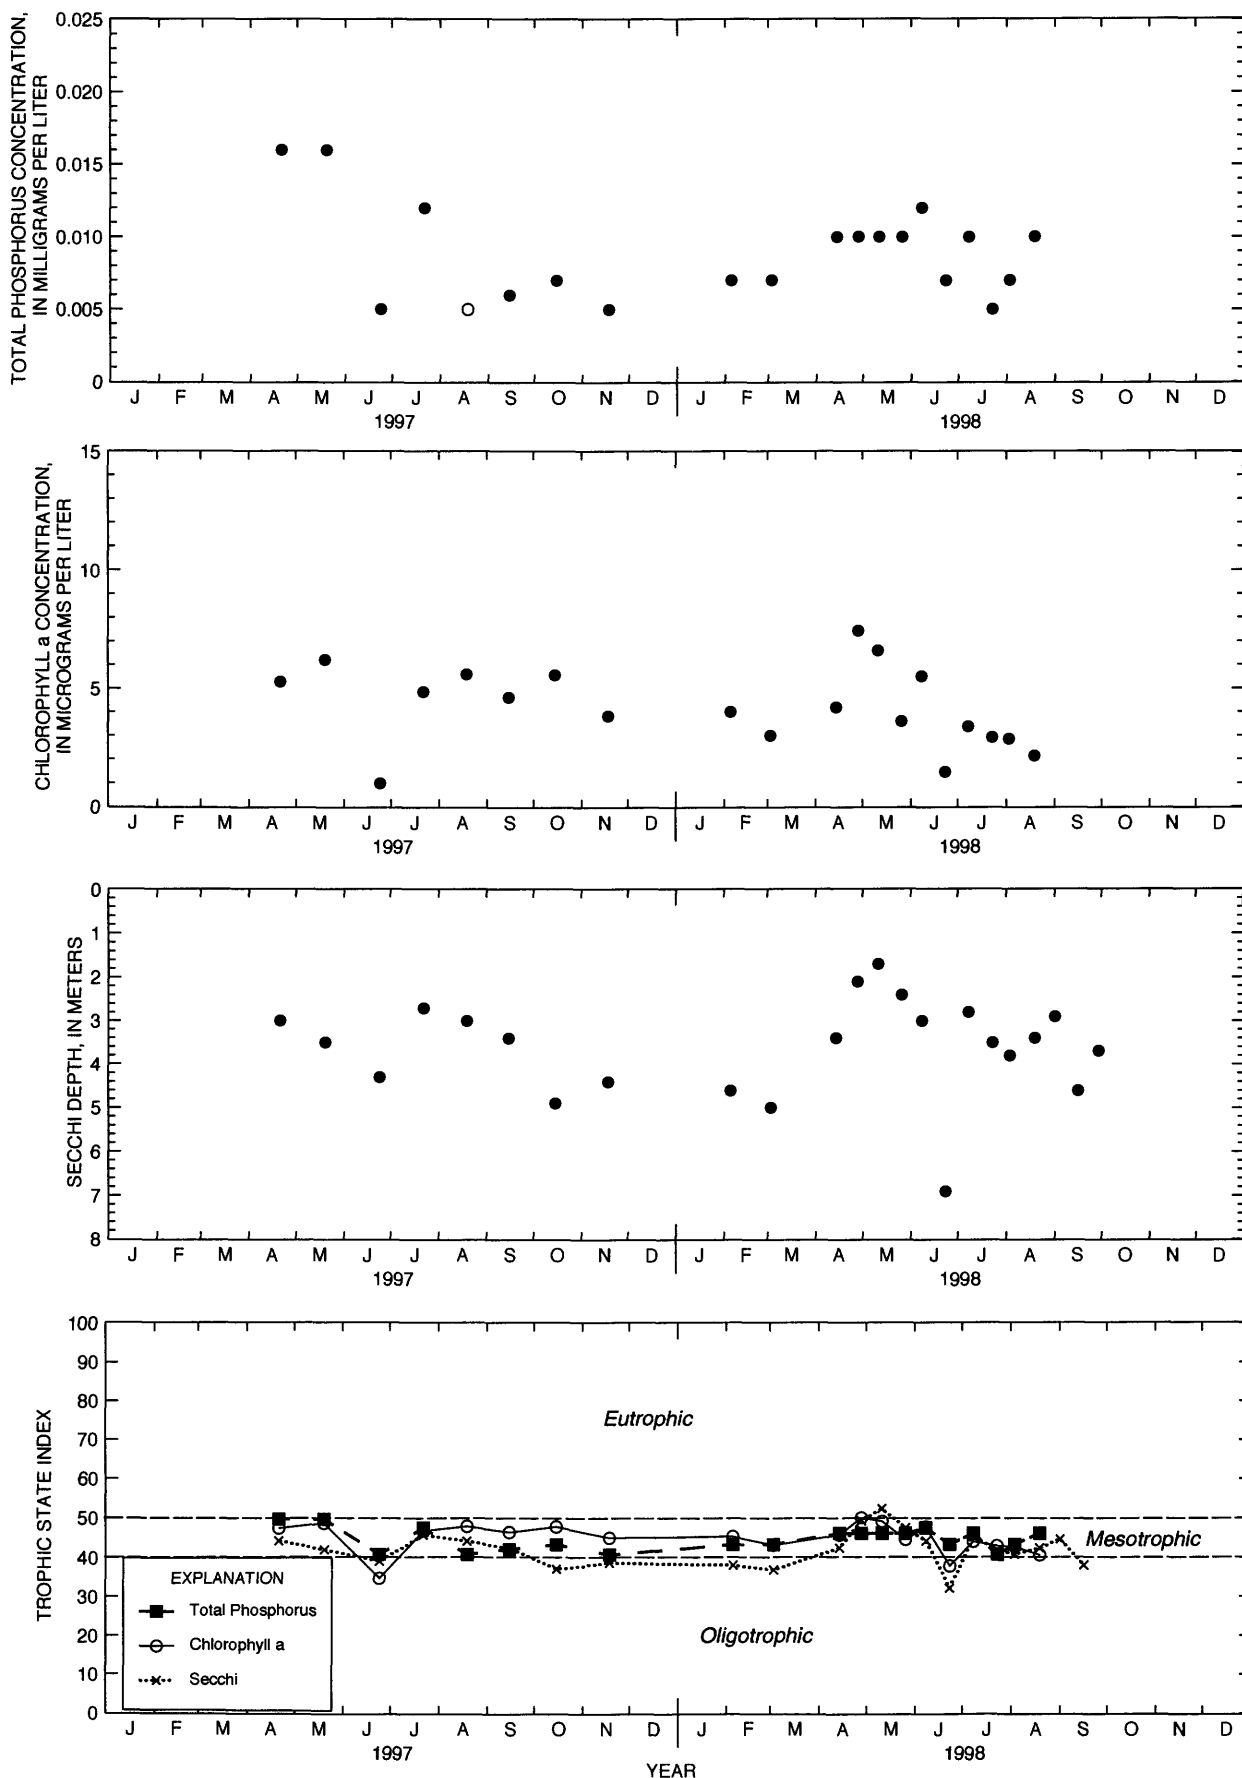 TOTAL PHOSPHORUS CONCENTRATION,
IN MILLIGRAMS PER LITER
0.025
0.020
0.015
0.010
0.005
0
J F M A M J J A S O N D J F M A M J J A S O N D
1997 1998
CHLOROPHYLL a CONCENTRATION,
IN MICROGRAMS PER LITER
15
10
5
0
J F M A M J J A S O N D J F M A M J J A S O N D
1997 1998
SECCHI DEPTH, IN METERS
0
1
2
3
4
5
6
7
8
J F M A M J J A S O N D J F M A M J J A S O N D
1997 1998
TROPHIC STATE INDEX
100
90
80
70
60
50
40
30
20
10
0
Eutrophic
Mesotrophic
Oligotrophic
EXPLANATION
Total Phosphorus
Chlorophyll a
Secchi
J F M A M J J A S O N D J F M A M J J A S O N D
1997 1998
YEAR